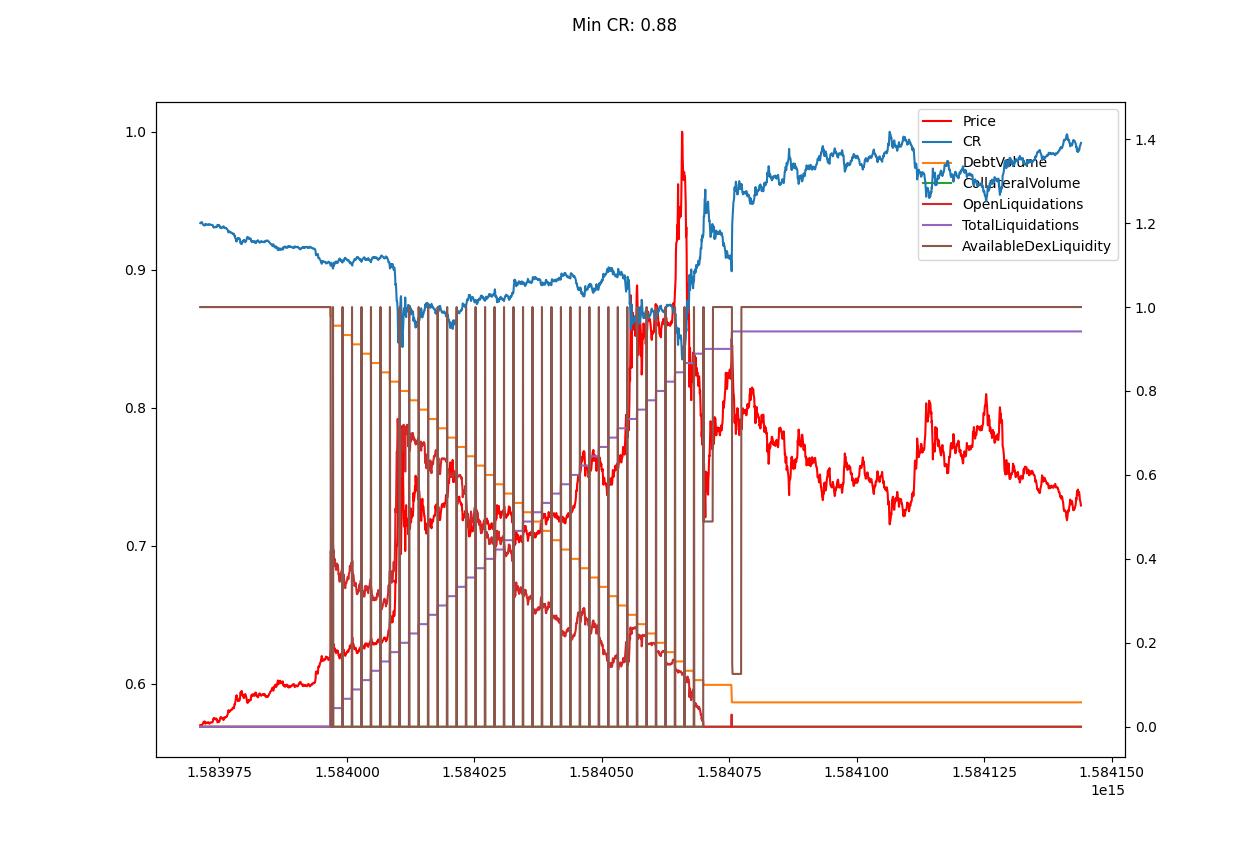 Min CR: 0.88
1.0
0.9
0.8
0.7
0.6
Price
CR
DebtVolume
CollateralVolume
OpenLiquidations
TotalLiquidations
AvailableDexLiquidity
1.4
1.2
1.0
0.8
0.6
0.4
0.2
0.0
1.583975 1.584000 1.584025 1.584050 1.584075 1.584100 1.584125 1.584150
1e15